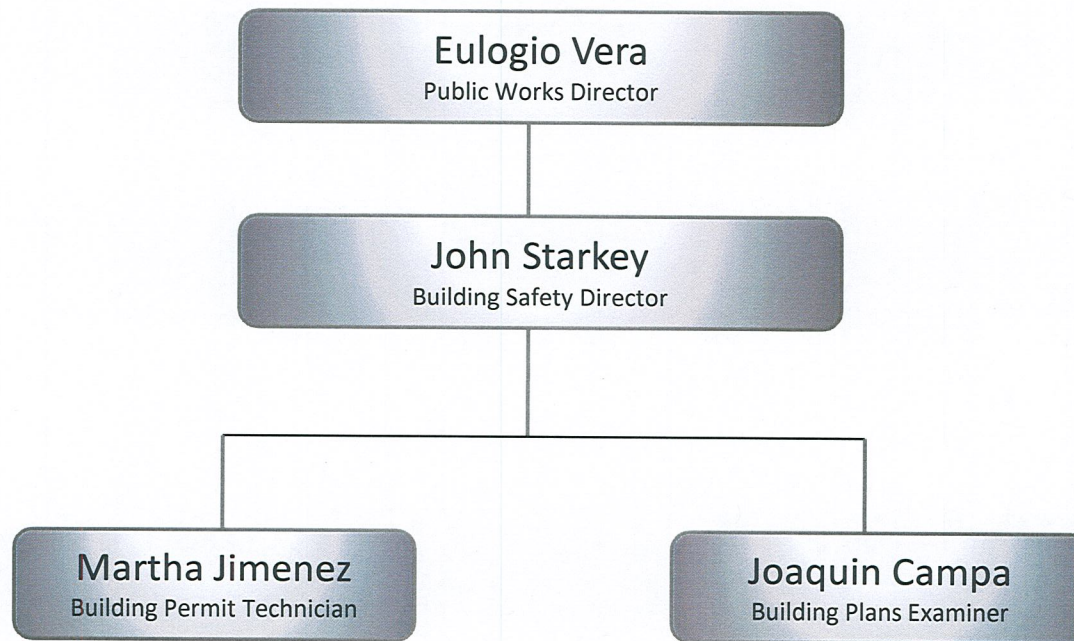 Eulogio Vera
Public Works Director
John Starkey
Building Safety Director
Martha Jimenez
Building Permit Technician
Joaquin Campa
Building Plans Examiner